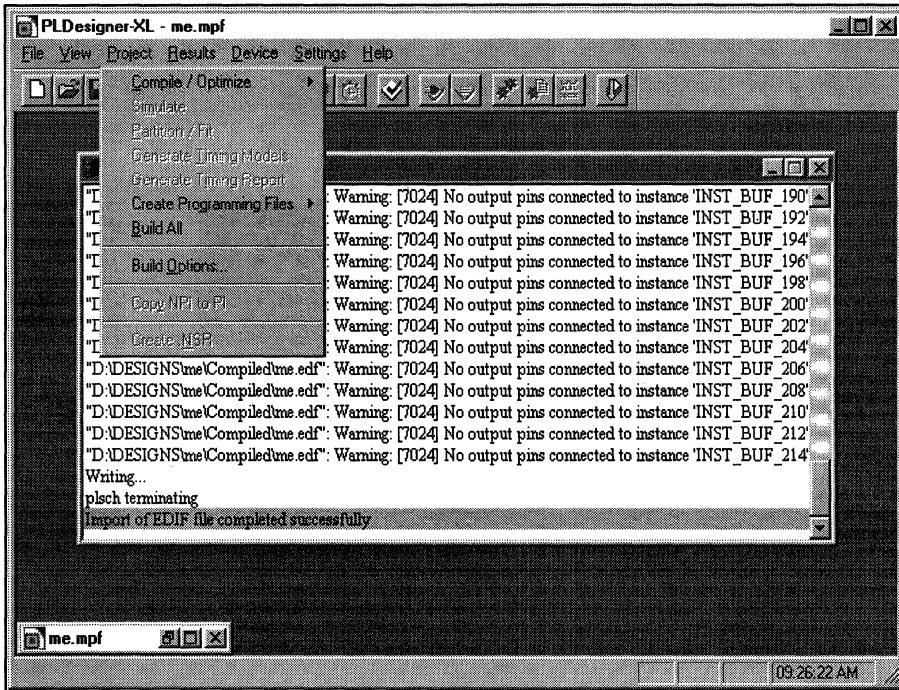 PLDesigner-XL - me.mpf
File View Project Results Device Settings Help
Compile / Optimize
Simulate
Partition / Fit
Generate Timing Models
Generate Timing Report
Create Programming Files
Build All
Build Options...
Copy NPI to PI
Create .NSR
"D : Warning: [7024] No output pins connected to instance 'INST_BUF_190'
"D : Warning: [7024] No output pins connected to instance 'INST_BUF_192'
"D : Warning: [7024] No output pins connected to instance 'INST_BUF_194'
"D : Warning: [7024] No output pins connected to instance 'INST_BUF_196'
"D : Warning: [7024] No output pins connected to instance 'INST_BUF_198'
"D : Warning: [7024] No output pins connected to instance 'INST_BUF_200'
"D : Warning: [7024] No output pins connected to instance 'INST_BUF_202'
"D : Warning: [7024] No output pins connected to instance 'INST_BUF_204'
"D:\DESIGNS\me\Compiled\me.edf": Warning: [7024] No output pins connected to instance 'INST_BUF_206'
"D:\DESIGNS\me\Compiled\me.edf": Warning: [7024] No output pins connected to instance 'INST_BUF_208'
"D:\DESIGNS\me\Compiled\me.edf": Warning: [7024] No output pins connected to instance 'INST_BUF_210'
"D:\DESIGNS\me\Compiled\me.edf": Warning: [7024] No output pins connected to instance 'INST_BUF_212'
"D:\DESIGNS\me\Compiled\me.edf": Warning: [7024] No output pins connected to instance 'INST_BUF_214'
Writing...
plsch terminating
Import of EDIF file completed successfully
me.mpf
09:26:22 AM